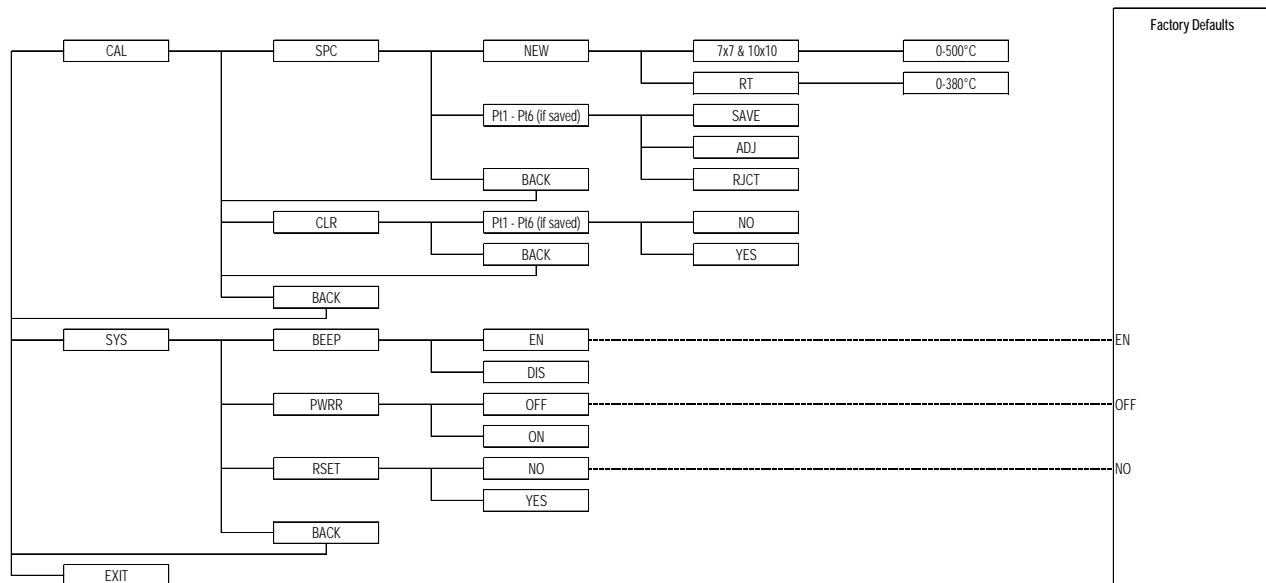 Factory Defaults
CAL
SPC
NEW
7x7 & 10x10
0-500°C
RT
0-380°C
Pt1 - Pt6 (if saved)
SAVE
ADJ
RJCT
BACK
CLR
Pt1 - Pt6 (if saved)
NO
YES
BACK
BACK
SYS
BEEP
EN
EN
DIS
PWRR
OFF
OFF
ON
RSET
NO
NO
YES
BACK
EXIT